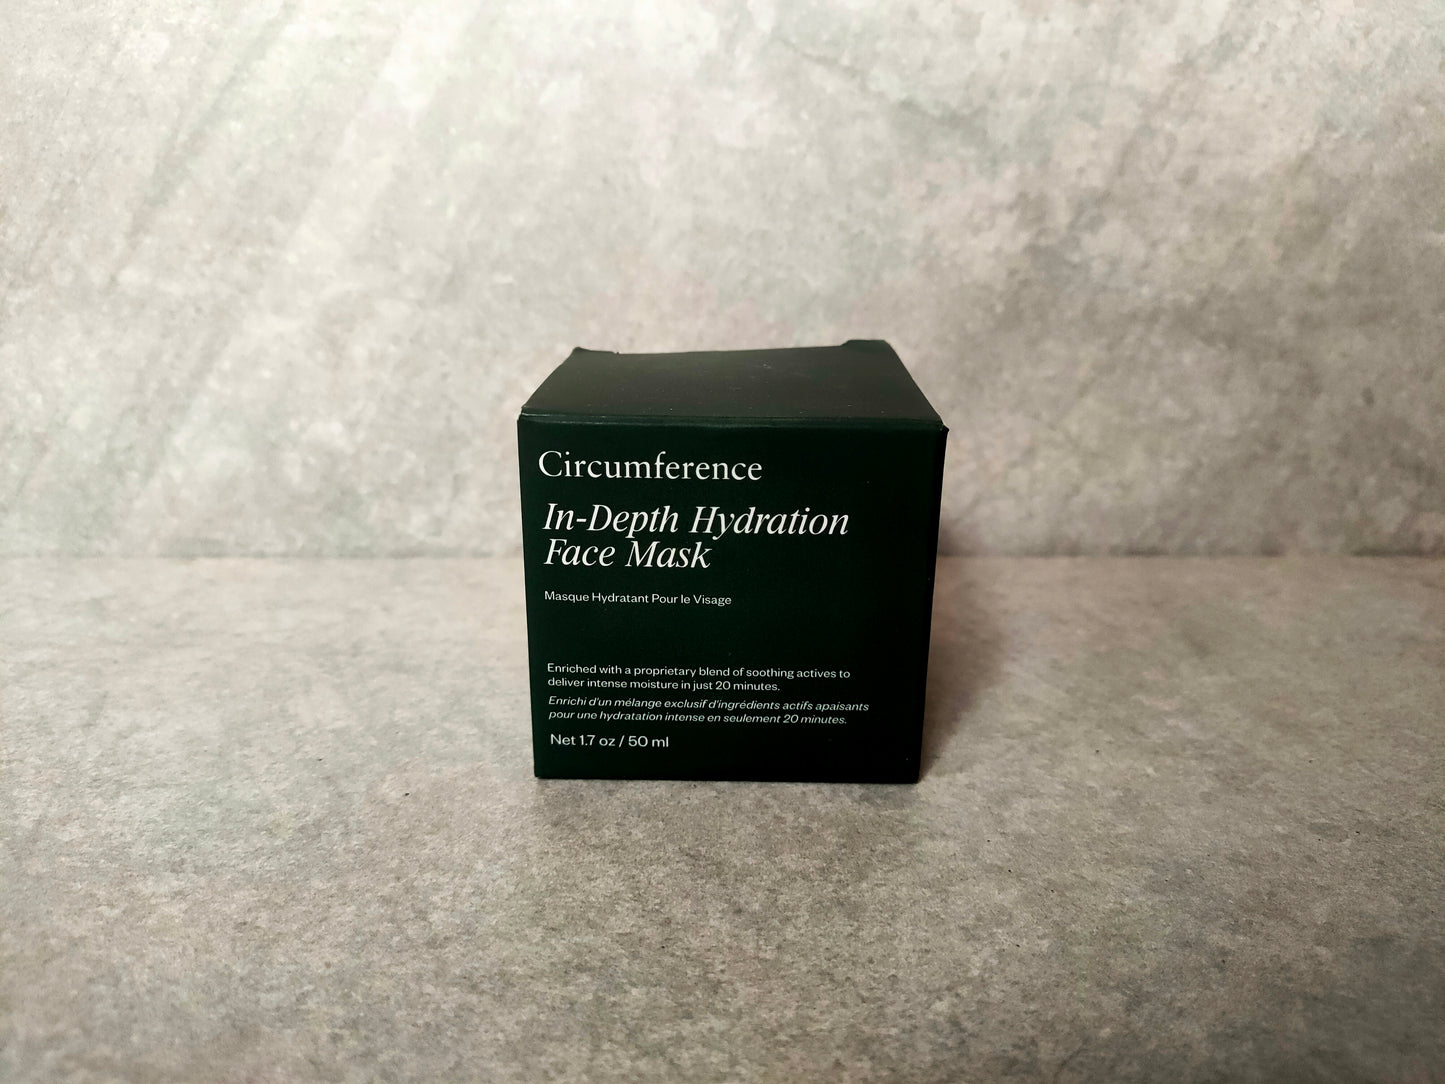 Circumference
In-Depth Hydration
Face Mask
Masque Hydratant Pour le Visage
Enriched with a proprietary blend of soothing actives to
deliver intense moisture in just 20 minutes.
Enrichi d'un mélange exclusif d'ingrédients actifs apaisants
pour une hydratation intense en seulement 20 minutes.
Net 1.7 oz / 50 ml